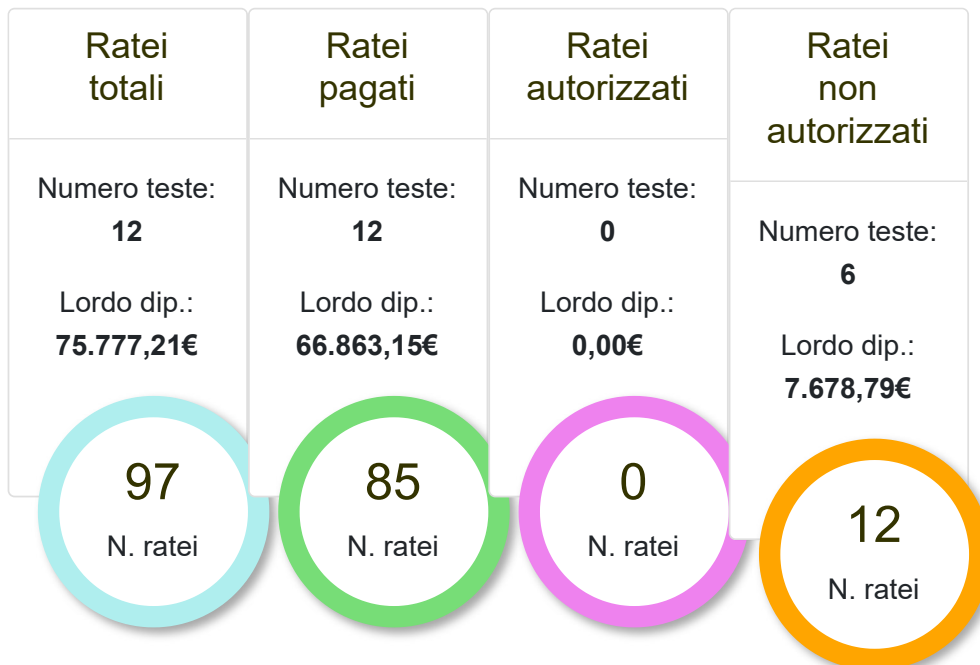 Ratei
totali
Numero teste:
12
Lordo dip.:
75.777,21€
97
N. ratei
Ratei
pagati
Numero teste:
12
Lordo dip.:
66.863,15€
85
N. ratei
Ratei
autorizzati
Numero teste:
0
Lordo dip.:
0,00€
0
N. ratei
Ratei
non
autorizzati
Numero teste:
6
Lordo dip.:
7.678,79€
12
N. ratei